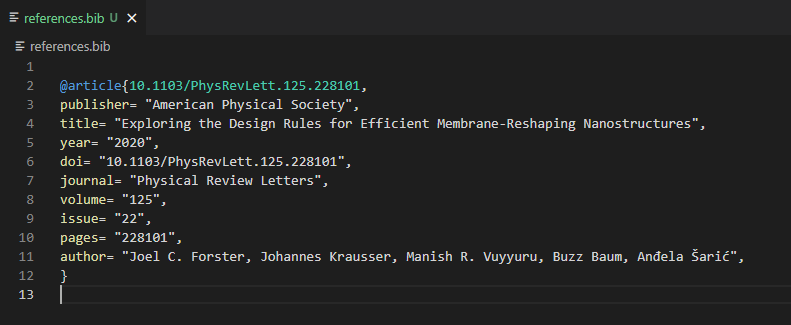 references.bib U ×
references.bib
1
2 @article{10.1103/PhysRevLett.125.228101,
3 publisher= "American Physical Society",
4 title= "Exploring the Design Rules for Efficient Membrane-Reshaping Nanostructures",
5 year= "2020",
6 doi= "10.1103/PhysRevLett.125.228101",
7 journal= "Physical Review Letters",
8 volume= "125",
9 issue= "22",
10 pages= "228101",
11 author= "Joel C. Forster, Johannes Krausser, Manish R. Vuyyuru, Buzz Baum, Anđela Šarić",
12 }
13